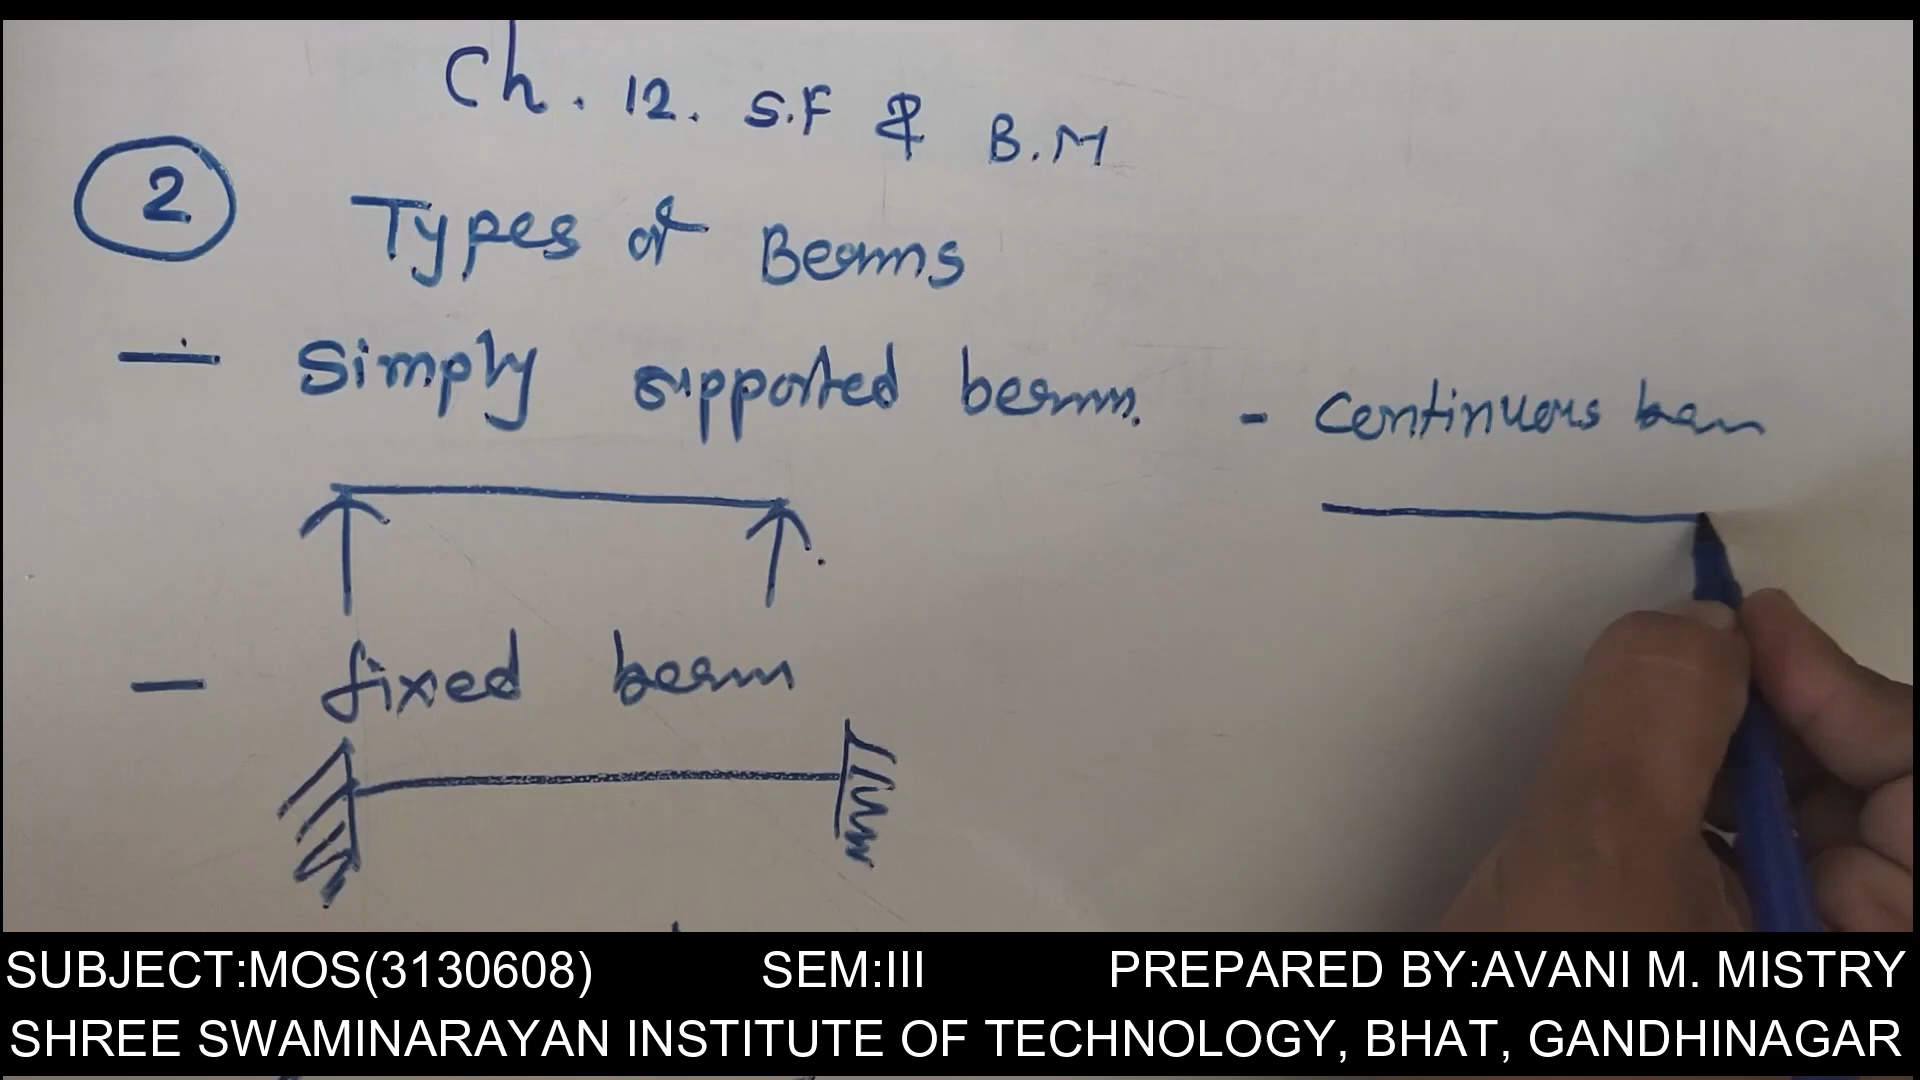 Ch. 12. S.F & B.M
2 Types of Beams
— Simply supported beam.
- Continuous beam
— fixed beam
SUBJECT:MOS(3130608) SEM:III PREPARED BY:AVANI M. MISTRY
SHREE SWAMINARAYAN INSTITUTE OF TECHNOLOGY, BHAT, GANDHINAGAR